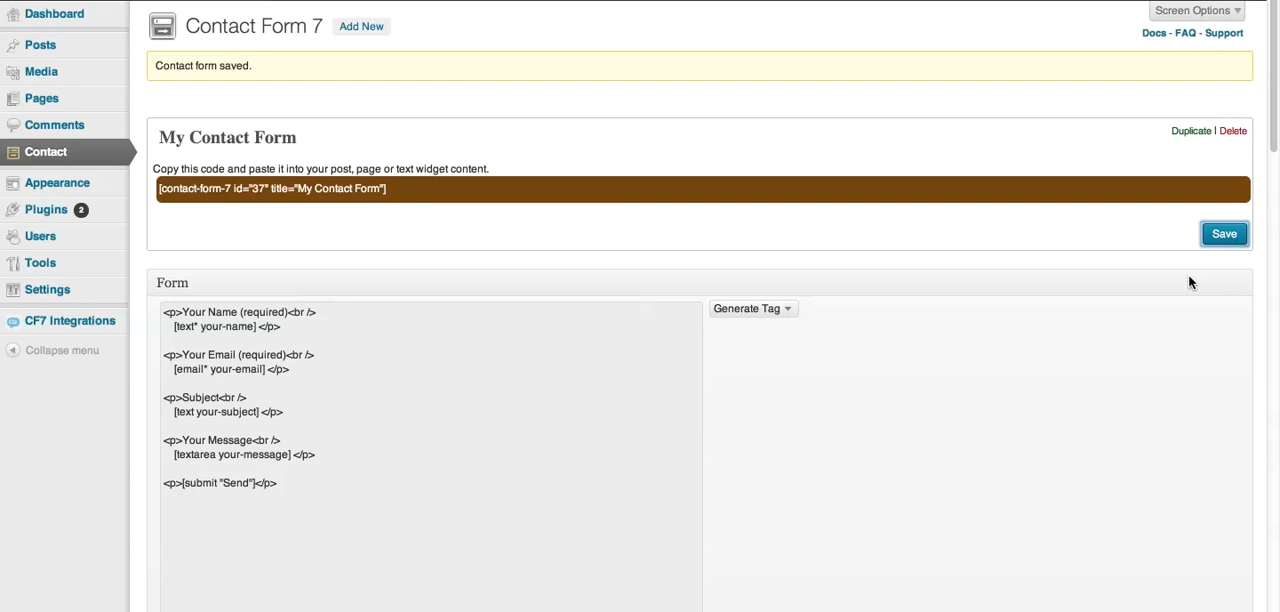 Dashboard
Posts
Media
Pages
Comments
Contact
Appearance
Plugins 2
Users
Tools
Settings
CF7 Integrations
Collapse menu
Screen Options
Contact Form 7 Add New
Docs - FAQ - Support
Contact form saved.
My Contact Form
Duplicate | Delete
Copy this code and paste it into your post, page or text widget content.
[contact-form-7 id="37" title="My Contact Form"]
Save
Form
<p>Your Name (required)<br />
[text* your-name] </p>
<p>Your Email (required)<br />
[email* your-email] </p>
<p>Subject<br />
[text your-subject] </p>
<p>Your Message<br />
[textarea your-message] </p>
<p>[submit "Send"]</p>
Generate Tag